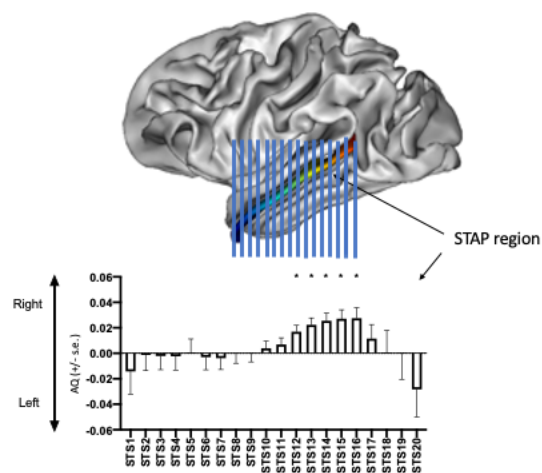 STAP region
* * * * *
Right
Left
AQ (+/- s.e.)
0.06
0.04
0.02
0.00
-0.02
-0.04
-0.06
STS1
STS2
STS3
STS4
STS5
STS6
STS7
STS8
STS9
STS10
STS11
STS12
STS13
STS14
STS15
STS16
STS17
STS18
STS19
STS20